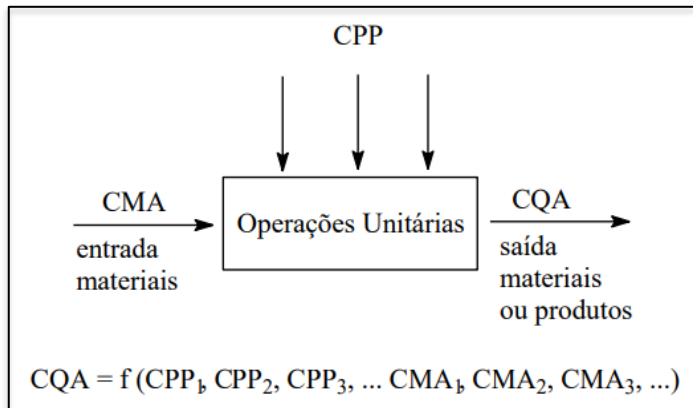 CPP
CMA
entrada
materiais
Operações Unitárias
CQA
saída
materiais
ou produtos
CQA = f (CPP₁, CPP₂, CPP₃, ... CMA₁, CMA₂, CMA₃, ...)